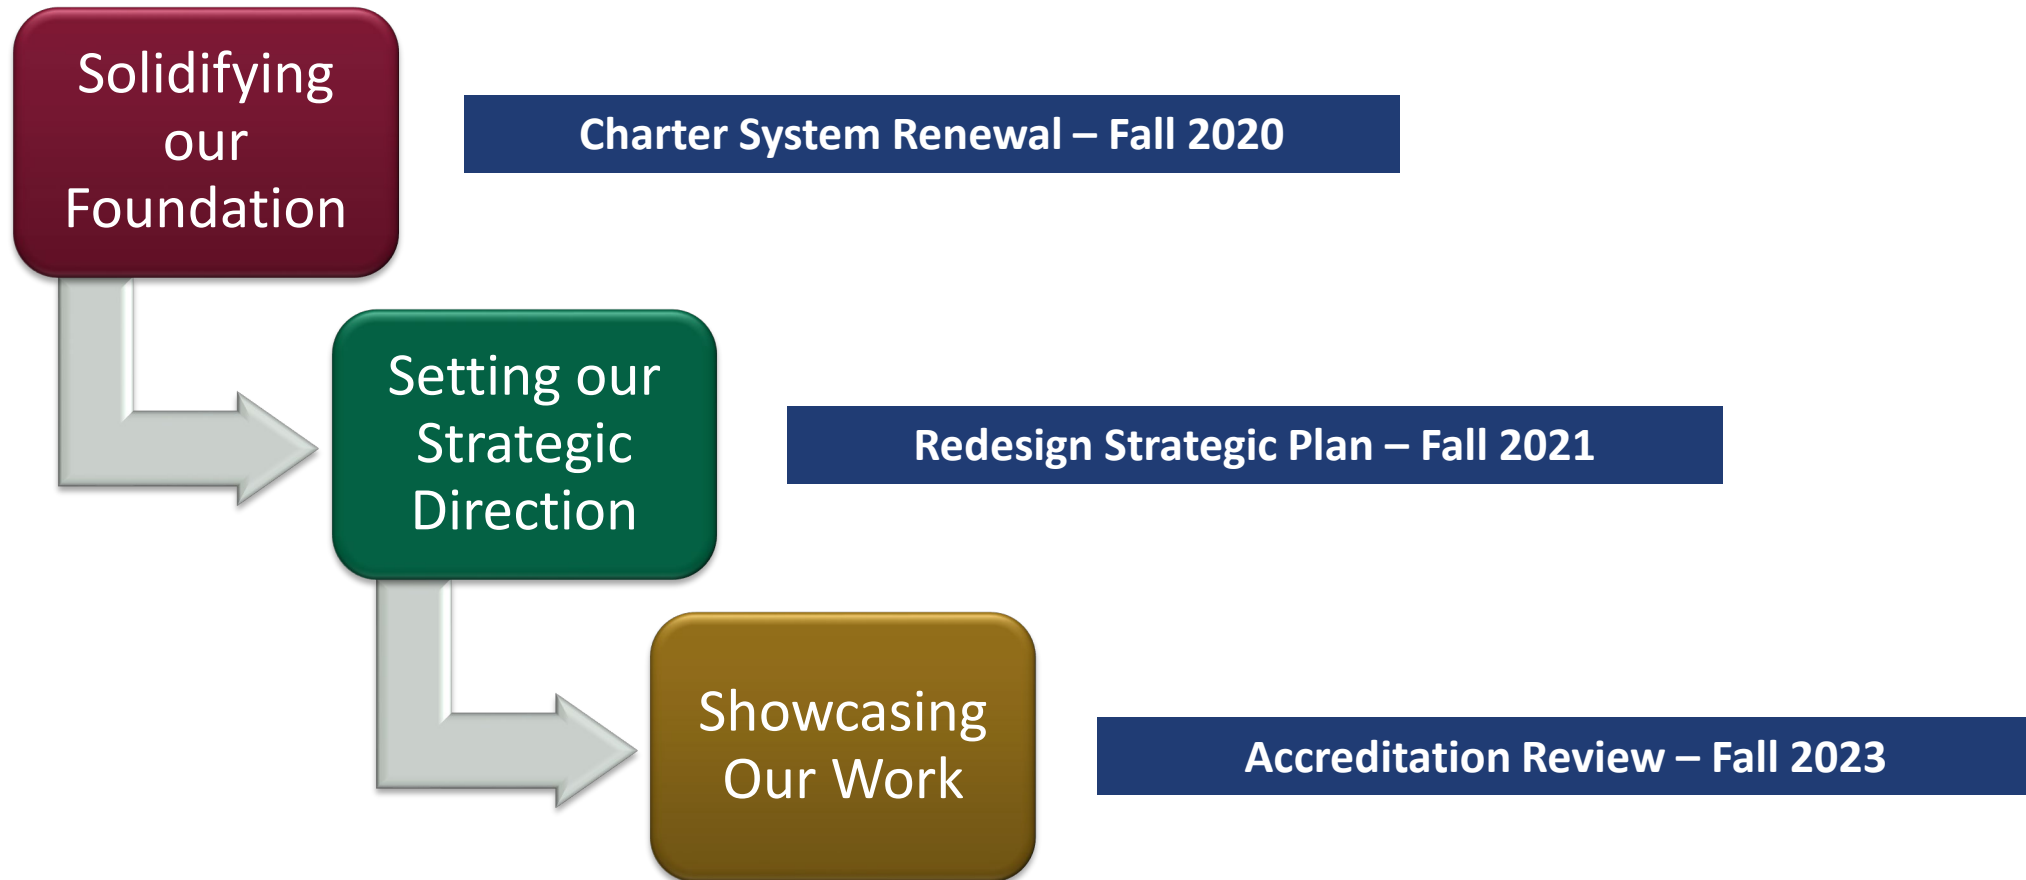 Solidifying
our
Foundation
Charter System Renewal – Fall 2020
Setting our
Strategic
Direction
Redesign Strategic Plan – Fall 2021
Showcasing
Our Work
Accreditation Review – Fall 2023